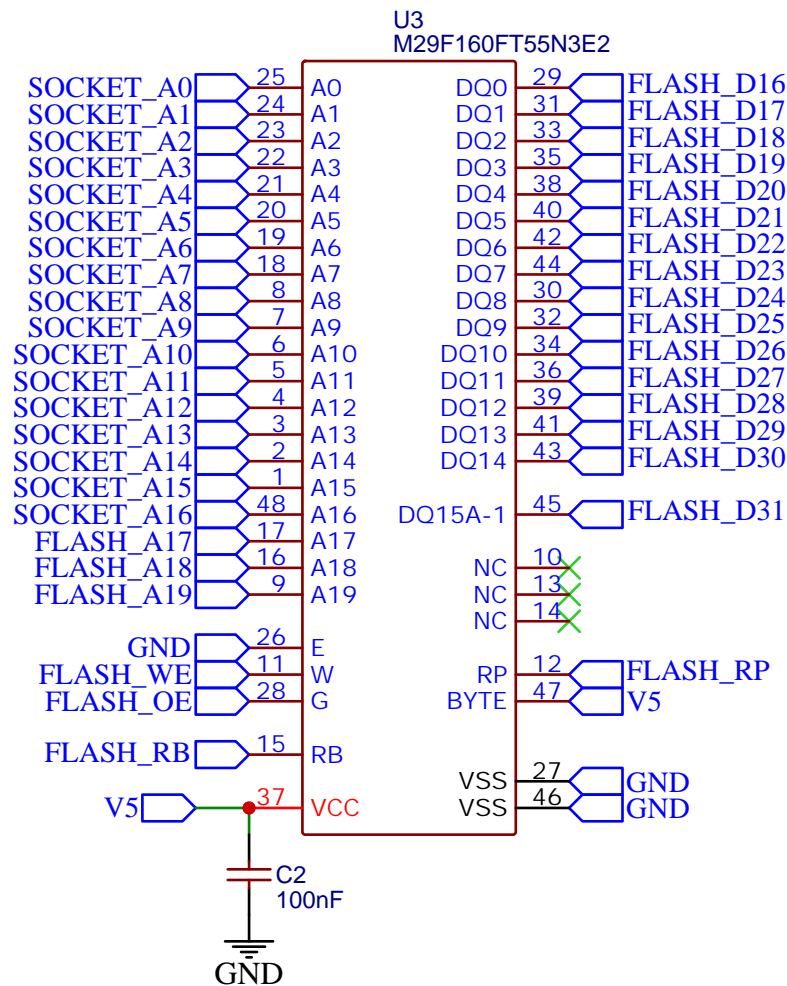 U3
M29F160FT55N3E2
SOCKET_A0 25 A0 DQ0 29 FLASH_D16
SOCKET_A1 24 A1 DQ1 31 FLASH_D17
SOCKET_A2 23 A2 DQ2 33 FLASH_D18
SOCKET_A3 22 A3 DQ3 35 FLASH_D19
SOCKET_A4 21 A4 DQ4 38 FLASH_D20
SOCKET_A5 20 A5 DQ5 40 FLASH_D21
SOCKET_A6 19 A6 DQ6 42 FLASH_D22
SOCKET_A7 18 A7 DQ7 44 FLASH_D23
SOCKET_A8 8 A8 DQ8 30 FLASH_D24
SOCKET_A9 7 A9 DQ9 32 FLASH_D25
SOCKET_A10 6 A10 DQ10 34 FLASH_D26
SOCKET_A11 5 A11 DQ11 36 FLASH_D27
SOCKET_A12 4 A12 DQ12 39 FLASH_D28
SOCKET_A13 3 A13 DQ13 41 FLASH_D29
SOCKET_A14 2 A14 DQ14 43 FLASH_D30
SOCKET_A15 1 A15
SOCKET_A16 48 A16 DQ15A-1 45 FLASH_D31
FLASH_A17 17 A17
FLASH_A18 16 A18 NC 10
FLASH_A19 9 A19 NC 13
NC 14
GND 26 E
FLASH_WE 11 W RP 12 FLASH_RP
FLASH_OE 28 G BYTE 47 V5
FLASH_RB 15 RB
VSS 27 GND
V5 37 VCC VSS 46 GND
C2
100nF
GND